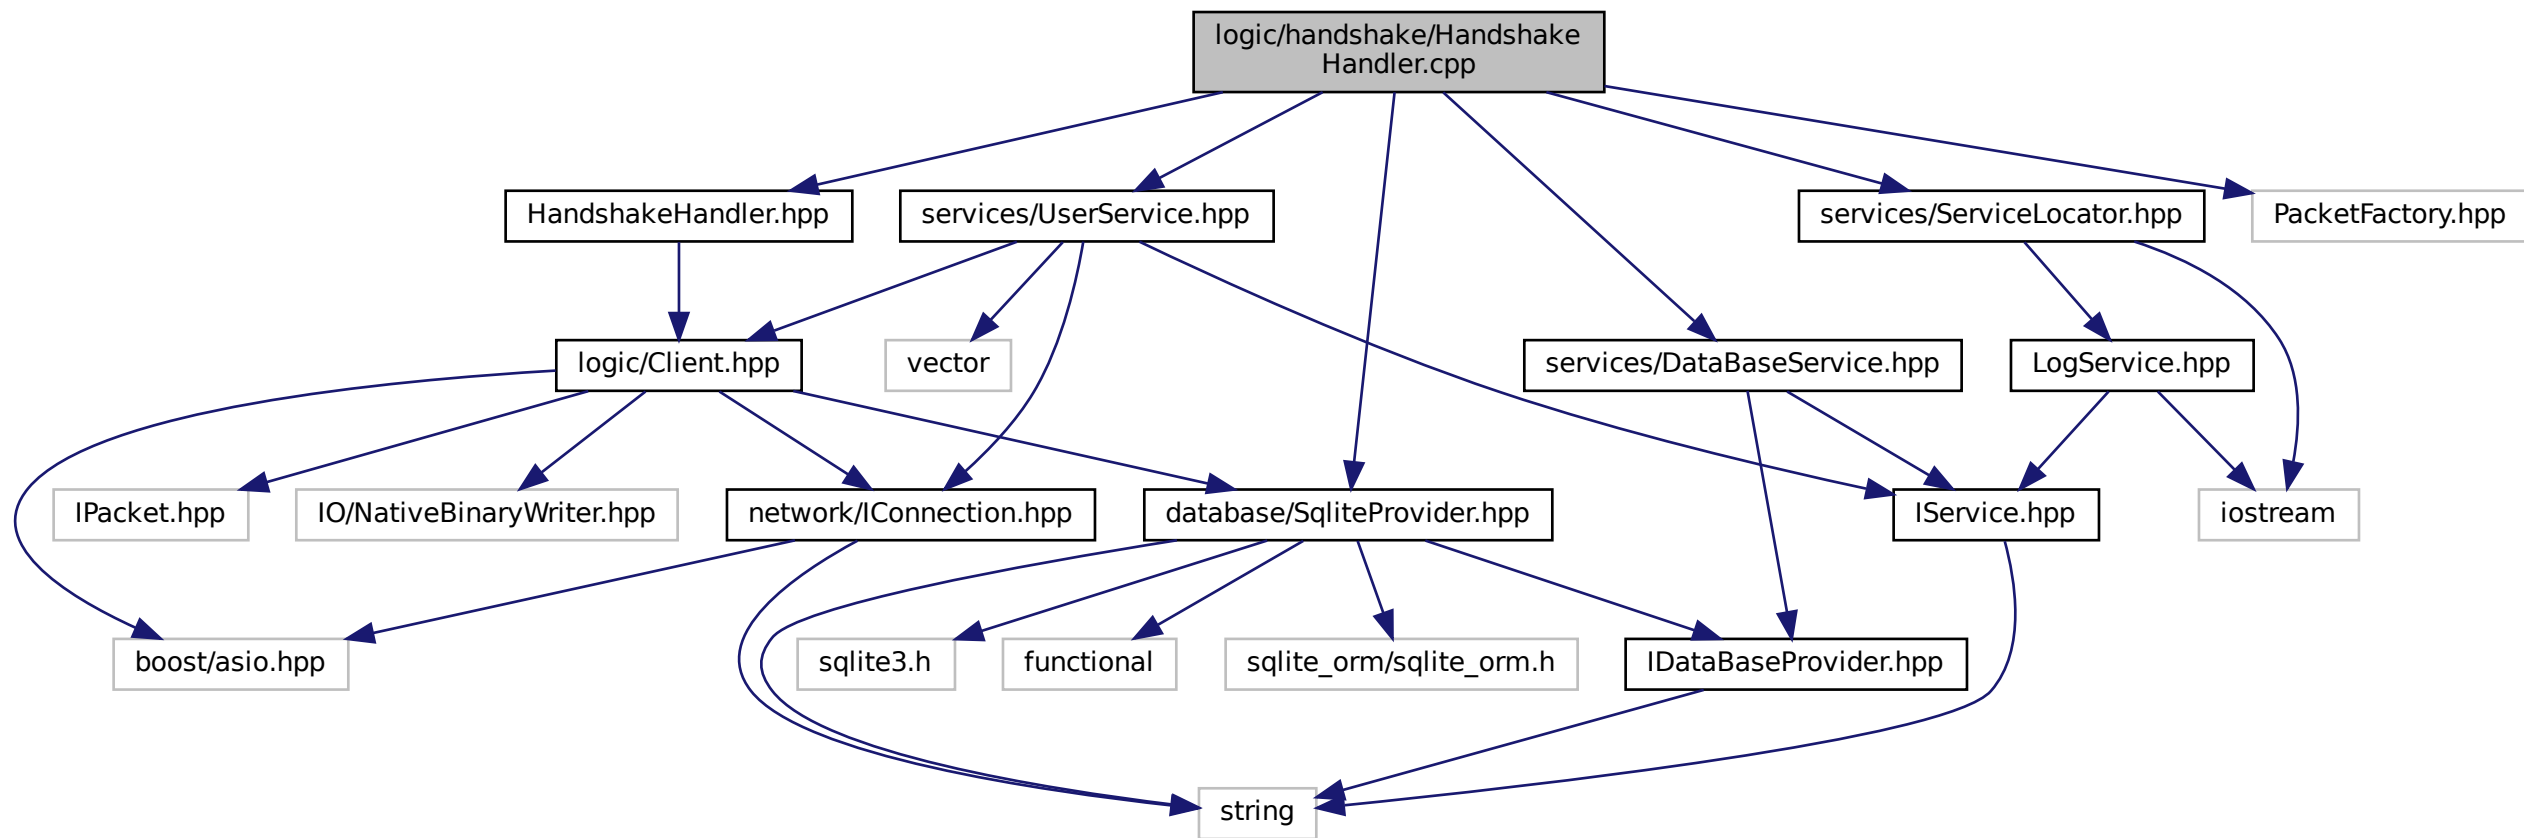 logic/handshake/Handshake
Handler.cpp
HandshakeHandler.hpp
services/UserService.hpp
services/ServiceLocator.hpp
PacketFactory.hpp
logic/Client.hpp
vector
services/DataBaseService.hpp
LogService.hpp
IPacket.hpp
IO/NativeBinaryWriter.hpp
network/IConnection.hpp
database/SqliteProvider.hpp
IService.hpp
iostream
boost/asio.hpp
sqlite3.h
functional
sqlite_orm/sqlite_orm.h
IDataBaseProvider.hpp
string